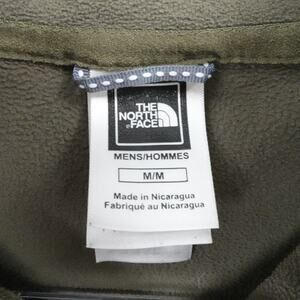 THE
NORTH
FACE
MENS/HOMMES
M/M
Made in Nicaragua
Fabriqué au Nicaragua